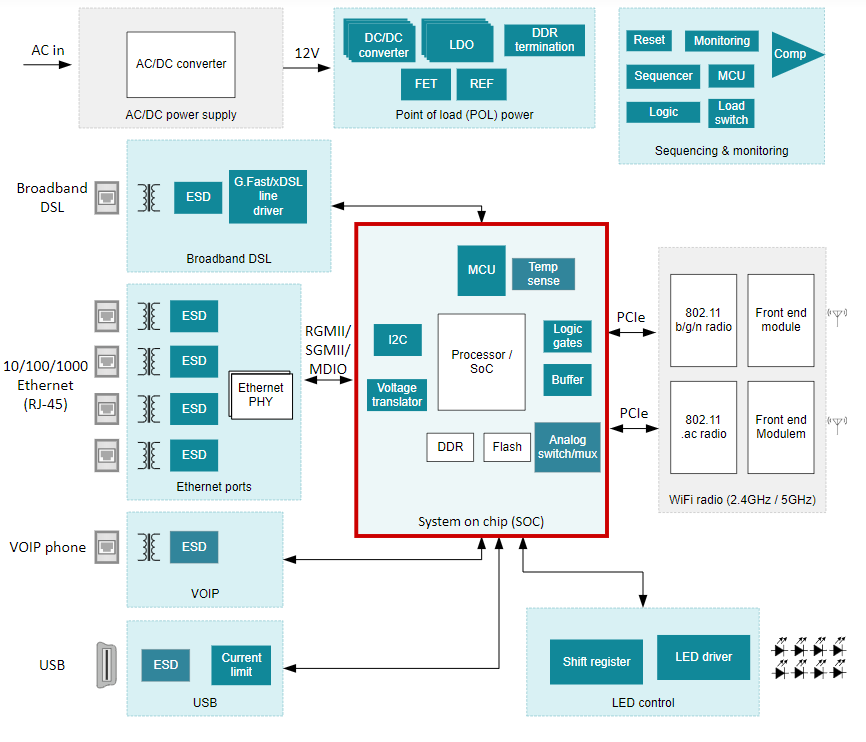 AC in
AC/DC converter
AC/DC power supply
12V
DC/DC
converter
LDO
DDR
termination
FET
REF
Point of load (POL) power
Reset
Monitoring
Comp
Sequencer
MCU
Logic
Load
switch
Sequencing & monitoring
Broadband
DSL
ESD
G.Fast/xDSL
line
driver
Broadband DSL
10/100/1000
Ethernet
(RJ-45)
ESD
ESD
ESD
ESD
Ethernet
PHY
Ethernet ports
RGMII/
SGMII/
MDIO
MCU
Temp
sense
I2C
Processor /
SoC
Logic
gates
Voltage
translator
Buffer
DDR
Flash
Analog
switch/mux
System on chip (SOC)
PCIe
PCIe
802.11
b/g/n radio
Front end
module
802.11
.ac radio
Front end
Modulem
WiFi radio (2.4GHz / 5GHz)
VOIP phone
ESD
VOIP
USB
ESD
Current
limit
USB
Shift register
LED driver
LED control